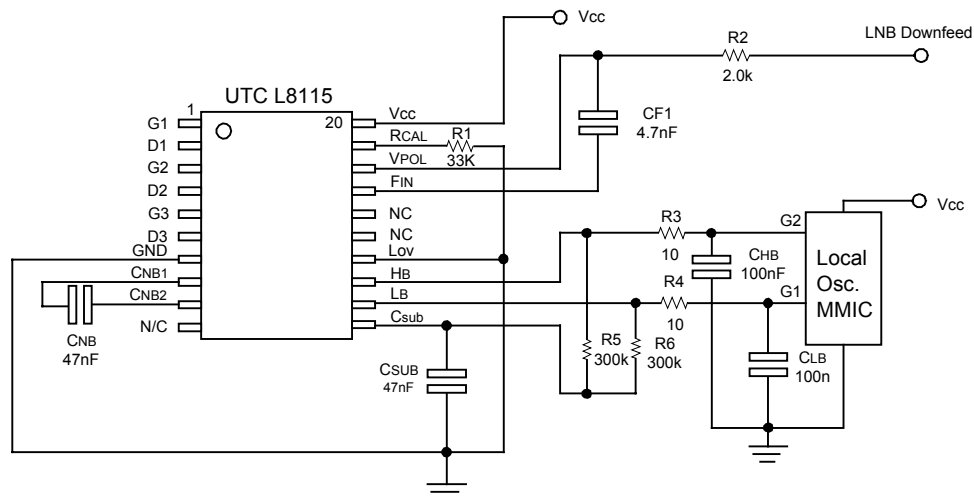 Vcc
LNB Downfeed
R2
2.0k
UTC L8115
CF1
4.7nF
1
20
G1
D1
G2
D2
G3
D3
GND
CNB1
CNB2
N/C
Vcc
RCAL
VPOL
FIN
NC
NC
Lov
HB
LB
Csub
R1
33K
CNB
47nF
CSUB
47nF
R3
10
R4
10
CHB
100nF
R5
300k
R6
300k
CLB
100n
G2
G1
Vcc
Local
Osc.
MMIC